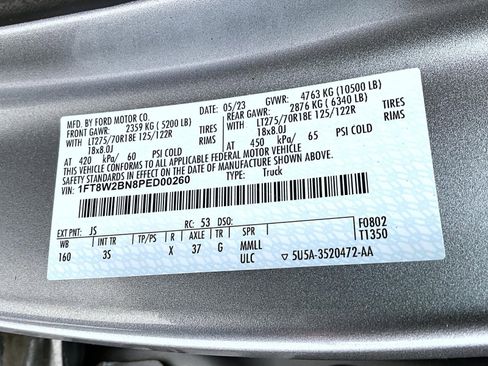 MFD. BY FORD MOTOR CO.
DATE: 05/23 GVWR: 4763 KG (10500 LB)
FRONT GAWR: 2359 KG (5200 LB) REAR GAWR: 2876 KG (6340 LB)
LT275/70R18E 125/122R TIRES LT275/70R18E 125/122R TIRES
18x8.0J RIMS 18x8.0J RIMS
AT 420 kPa/ 60 PSI COLD AT 450 kPa/ 65 PSI COLD
THIS VEHICLE CONFORMS TO ALL APPLICABLE FEDERAL MOTOR VEHICLE
SAFETY STANDARDS IN EFFECT ON THE DATE OF MANUFACTURE SHOWN ABOVE.
VIN: 1FT8W2BN8PED00260 TYPE: Truck
EXT PNT: JS RC: 53 DSO: F0802
WB INT TR TP/PS R AXLE TR SPR T1350
160 3S X 37 G MMLL
ULC ▽ 5U5A-3520472-AA